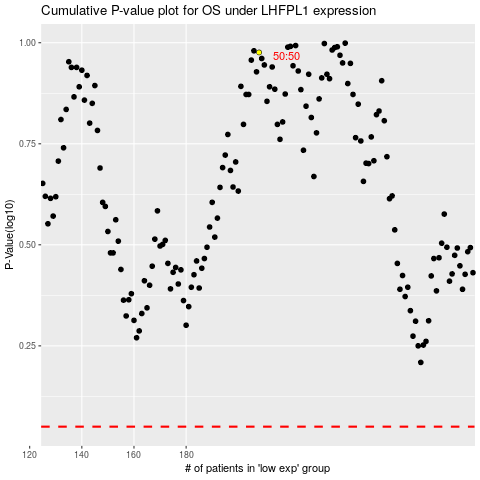 Cumulative P-value plot for OS under LHFPL1 expression
P-Value(log10)
1.00
0.75
0.50
0.25
50:50
120 140 160 180
# of patients in 'low exp' group